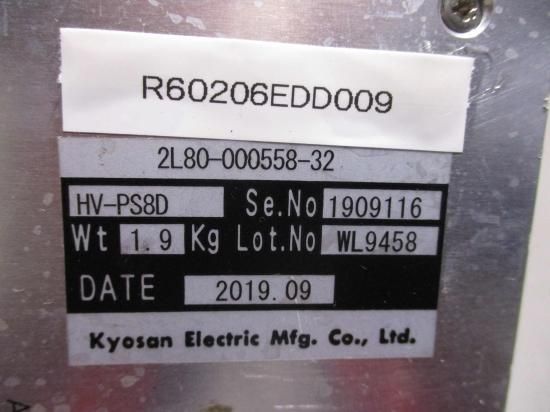 R60206EDD009
2L80-000558-32
HV-PS8D Se.No 1909116
Wt 1.9 Kg Lot.No WL9458
DATE 2019.09
Kyosan Electric Mfg. Co., Ltd.